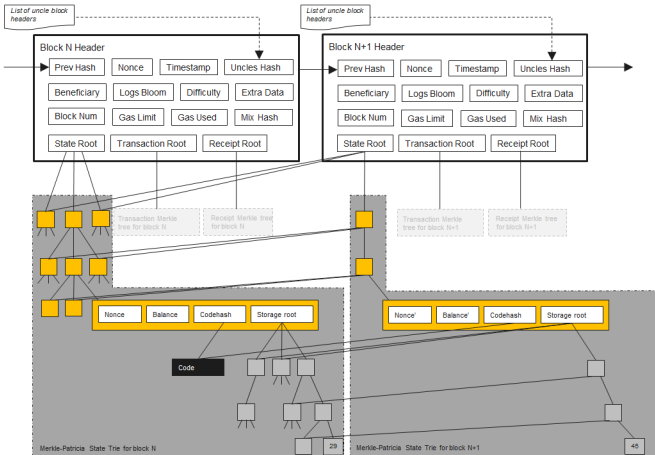 List of uncle block
headers
List of uncle block
headers
Block N Header
Prev Hash
Nonce
Timestamp
Uncles Hash
Beneficiary
Logs Bloom
Difficulty
Extra Data
Block Num
Gas Limit
Gas Used
Mix Hash
State Root
Transaction Root
Receipt Root
Block N+1 Header
Prev Hash
Nonce
Timestamp
Uncles Hash
Beneficiary
Logs Bloom
Difficulty
Extra Data
Block Num
Gas Limit
Gas Used
Mix Hash
State Root
Transaction Root
Receipt Root
Transaction Merkle
tree for block N
Receipt Merkle tree
for block N
Transaction Merkle
tree for block N+1
Receipt Merkle tree
for block N+1
Nonce
Balance
Codehash
Storage root
Nonce'
Balance'
Codehash
Storage root
Code
29
45
Merkle-Patricia State Trie for block N
Merkle-Patricia State Trie for block N+1